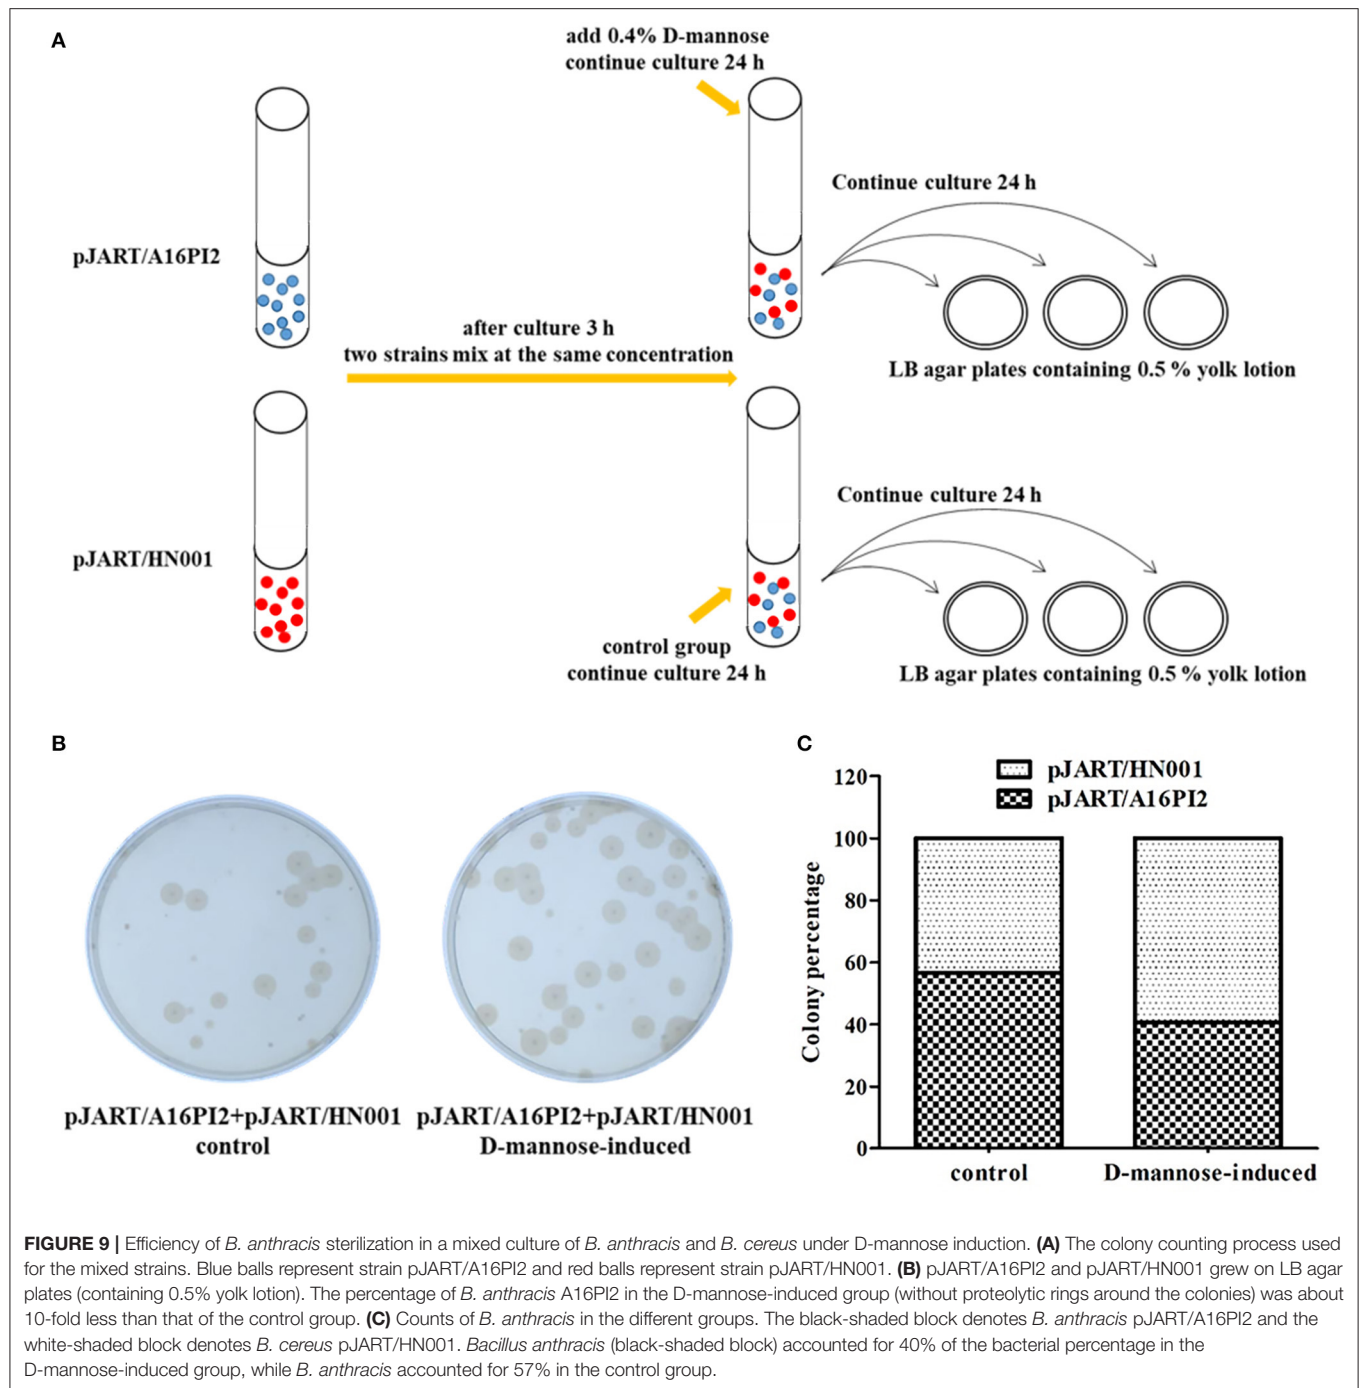 A
add 0.4% D-mannose
continue culture 24 h
Continue culture 24 h
pJART/A16PI2
after culture 3 h
two strains mix at the same concentration
LB agar plates containing 0.5 % yolk lotion
Continue culture 24 h
pJART/HN001
control group
continue culture 24 h
LB agar plates containing 0.5 % yolk lotion
B
pJART/A16PI2+pJART/HN001
control
pJART/A16PI2+pJART/HN001
D-mannose-induced
C
pJART/HN001
pJART/A16PI2
120
100
80
60
40
20
0
Colony percentage
control
D-mannose-induced
FIGURE 9 | Efficiency of B. anthracis sterilization in a mixed culture of B. anthracis and B. cereus under D-mannose induction. (A) The colony counting process used
for the mixed strains. Blue balls represent strain pJART/A16PI2 and red balls represent strain pJART/HN001. (B) pJART/A16PI2 and pJART/HN001 grew on LB agar
plates (containing 0.5% yolk lotion). The percentage of B. anthracis A16PI2 in the D-mannose-induced group (without proteolytic rings around the colonies) was about
10-fold less than that of the control group. (C) Counts of B. anthracis in the different groups. The black-shaded block denotes B. anthracis pJART/A16PI2 and the
white-shaded block denotes B. cereus pJART/HN001. Bacillus anthracis (black-shaded block) accounted for 40% of the bacterial percentage in the
D-mannose-induced group, while B. anthracis accounted for 57% in the control group.